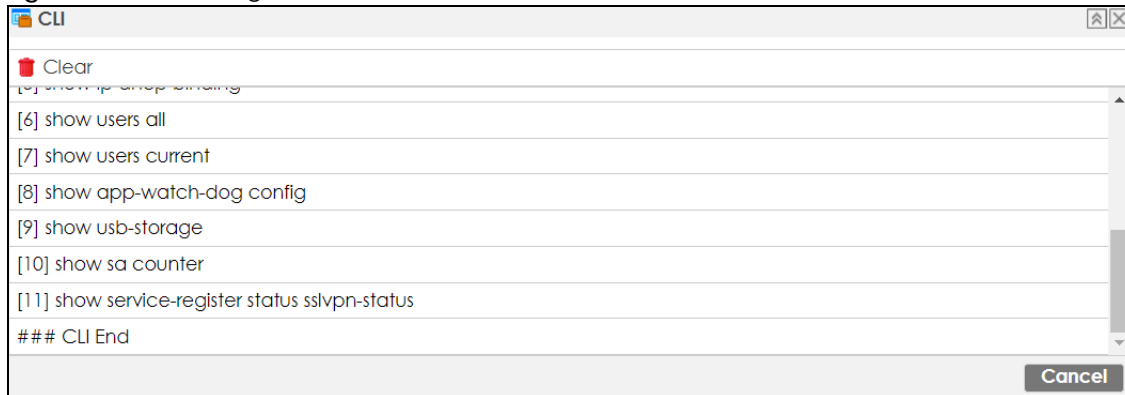 CLI
Clear
[6] show users all
[7] show users current
[8] show app-watch-dog config
[9] show usb-storage
[10] show sa counter
[11] show service-register status sslvpn-status
### CLI End
Cancel